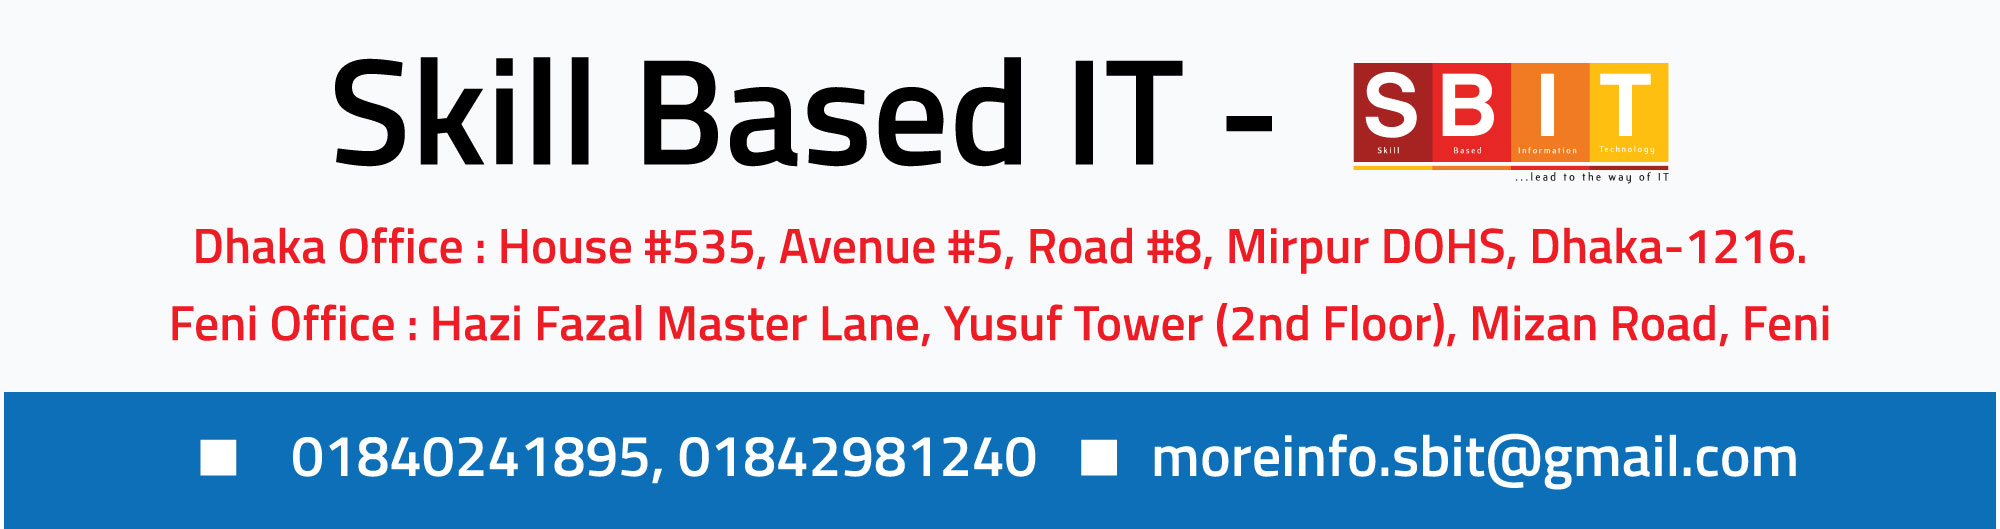 Skill Based IT -
S B I T
Skill Based Information Technology
...lead to the way of IT
Dhaka Office : House #535, Avenue #5, Road #8, Mirpur DOHS, Dhaka-1216.
Feni Office : Hazi Fazal Master Lane, Yusuf Tower (2nd Floor), Mizan Road, Feni
01840241895, 01842981240 moreinfo.sbit@gmail.com